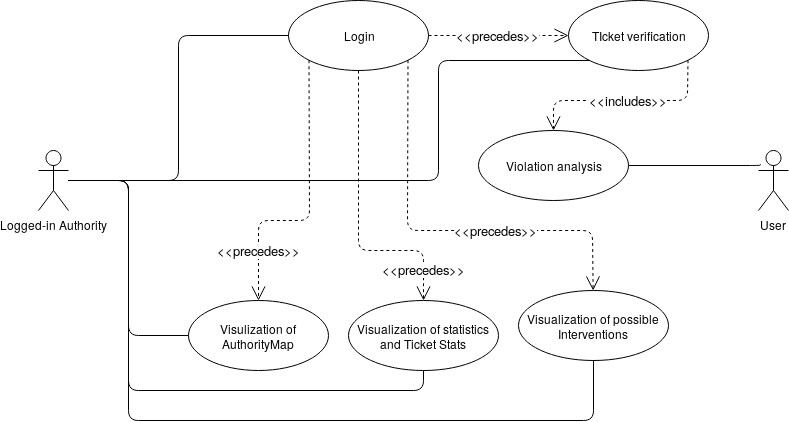 Login
<<precedes>>
TIcket verification
<<includes>>
Violation analysis
Logged-in Authority
User
<<precedes>>
<<precedes>>
<<precedes>>
Visulization of
AuthorityMap
Visualization of statistics
and Ticket Stats
Visualization of possible
Interventions